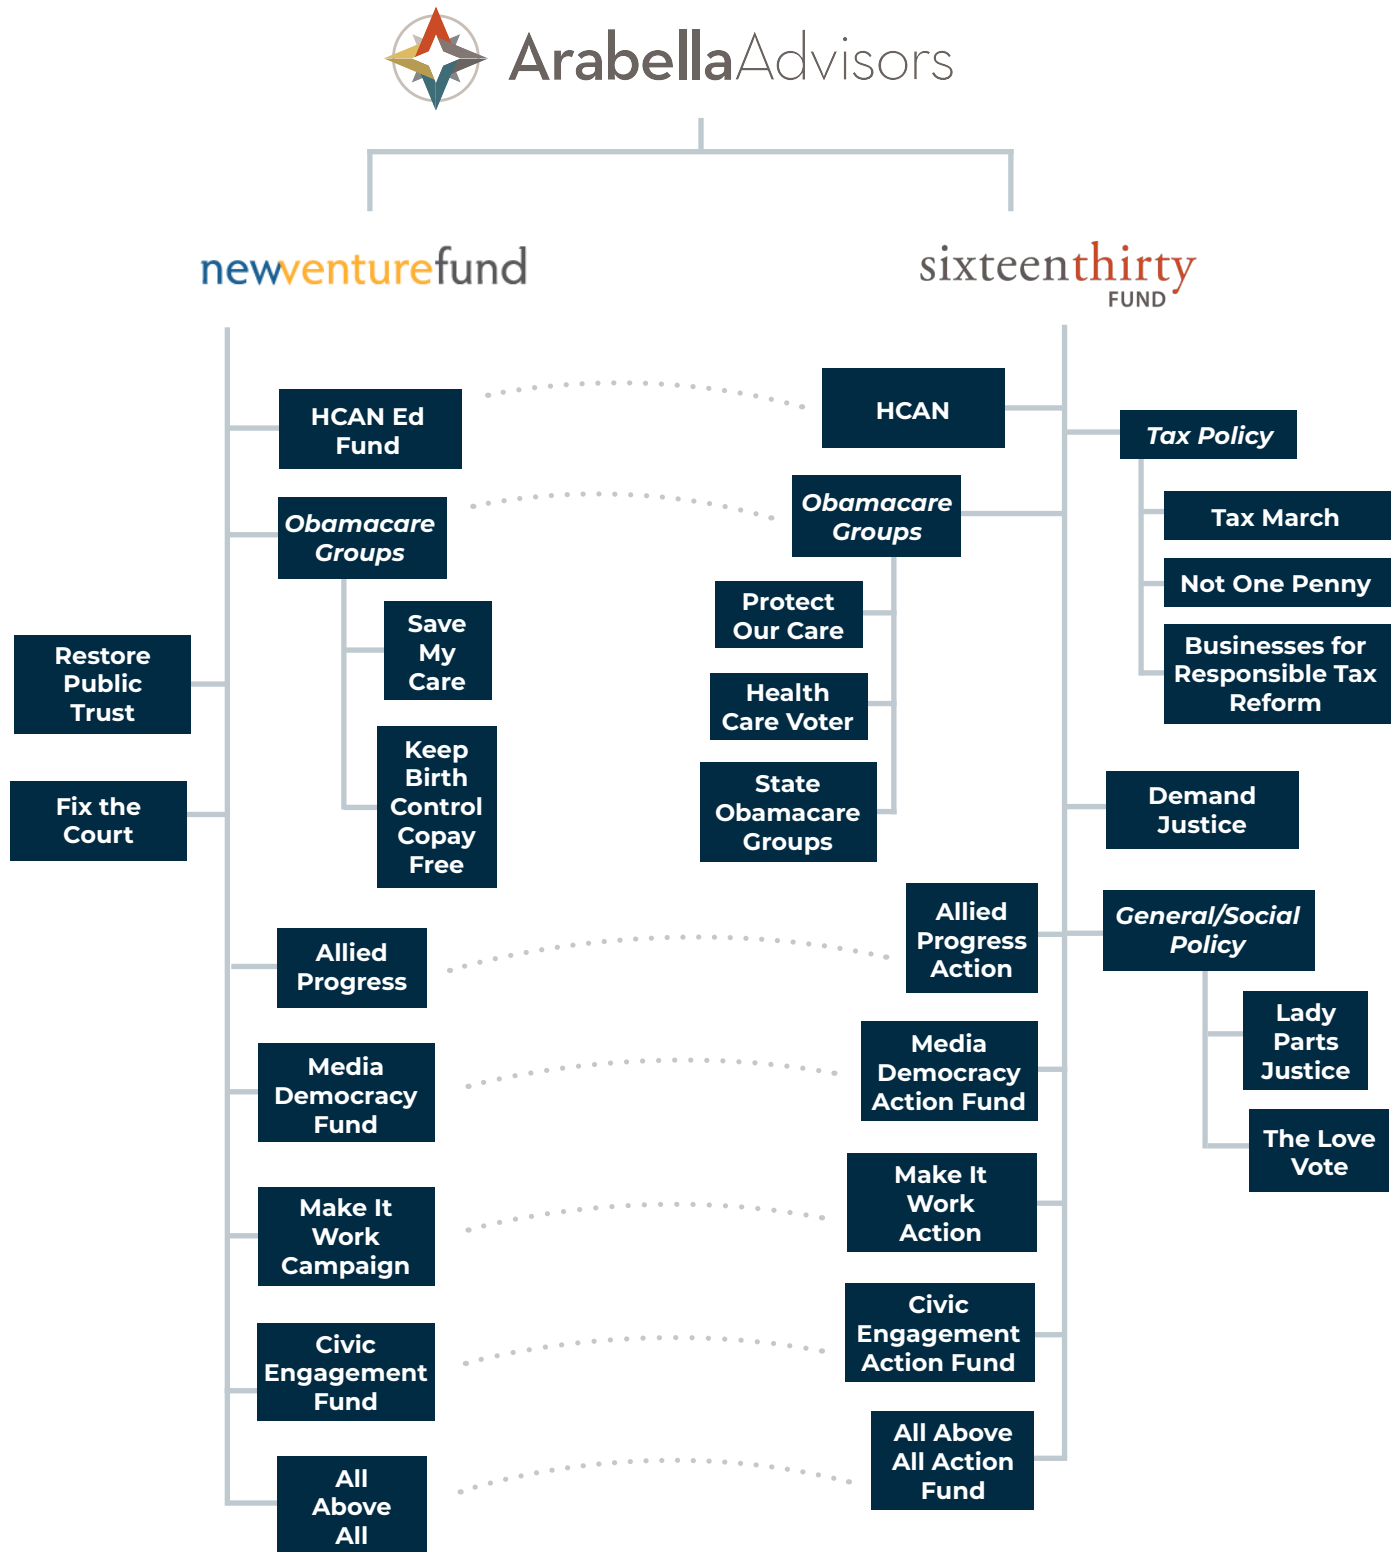 ArabellaAdvisors
newventurefund
sixteenthirty
FUND
HCAN Ed
Fund
Obamacare
Groups
Save
My
Care
Keep
Birth
Control
Copay
Free
Restore
Public
Trust
Fix the
Court
Allied
Progress
Media
Democracy
Fund
Make It
Work
Campaign
Civic
Engagement
Fund
All
Above
All
HCAN
Obamacare
Groups
Protect
Our Care
Health
Care Voter
State
Obamacare
Groups
Allied
Progress
Action
Media
Democracy
Action Fund
Make It
Work
Action
Civic
Engagement
Action Fund
All Above
All Action
Fund
Tax Policy
Tax March
Not One Penny
Businesses for
Responsible Tax
Reform
Demand
Justice
General/Social
Policy
Lady
Parts
Justice
The Love
Vote